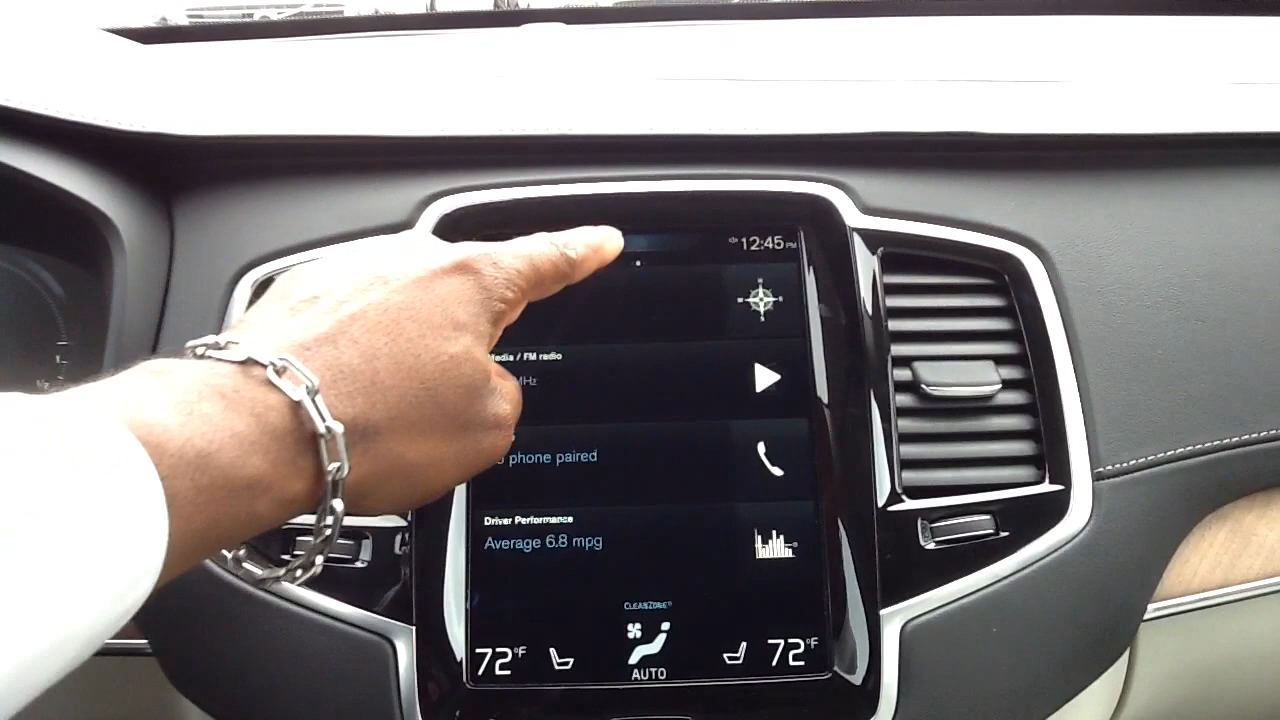 12:45 PM
Media / FM radio
MHz
phone paired
Driver Performance
Average 6.8 mpg
CLEANZONE
72°F
72°F
AUTO